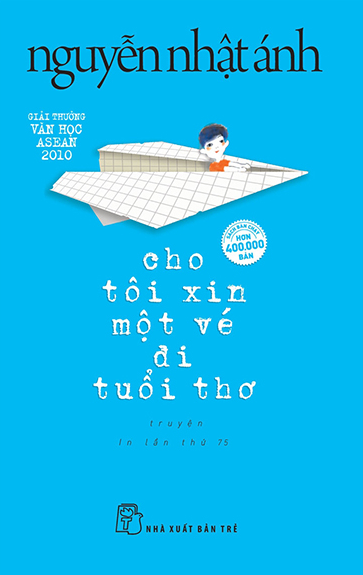 nguyễn nhật ánh
GIẢI THƯỞNG
VĂN HỌC
ASEAN
2010
SÁCH BÁN CHẠY
HƠN
400.000
BẢN
cho
tôi xin
một vé
đi
tuổi thơ
truyện
In lần thứ 75
T
NHÀ XUẤT BẢN TRẺ